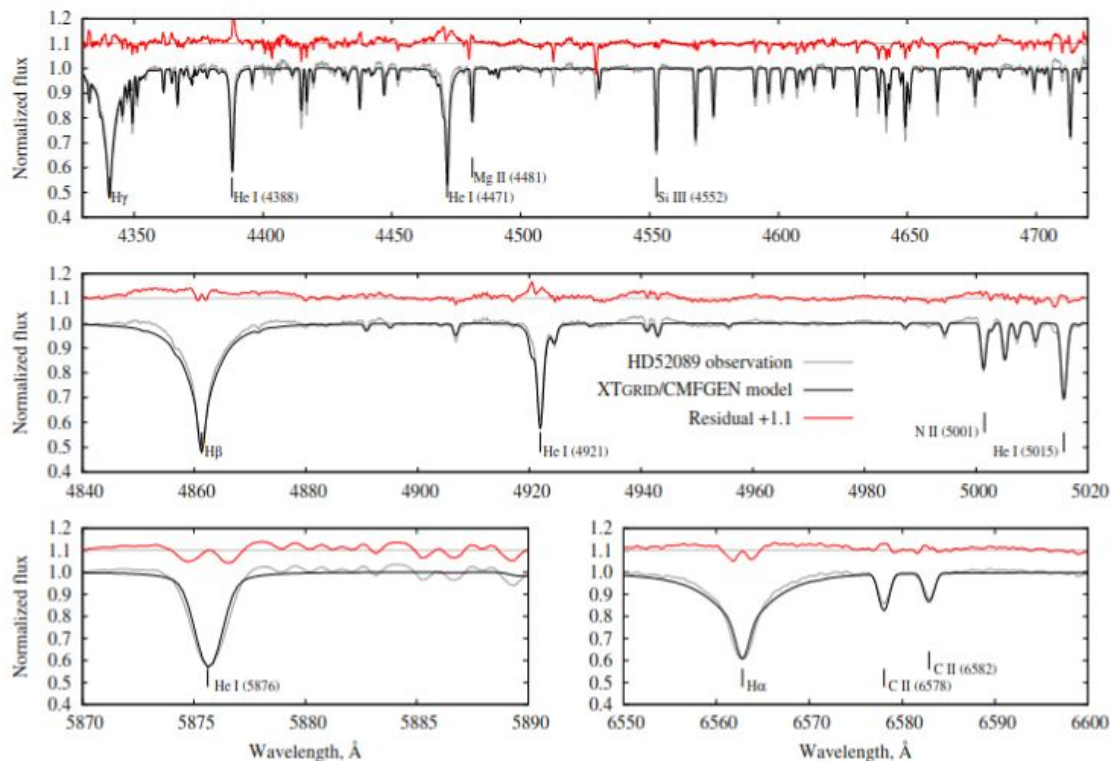 1.2
1.1
1.0
0.9
0.8
0.7
0.6
0.5
0.4
Normalized flux
Hγ
He I (4388)
He I (4471)
Mg II (4481)
Si III (4552)
4350 4400 4450 4500 4550 4600 4650 4700
1.2
1.1
1.0
0.9
0.8
0.7
0.6
0.5
0.4
Normalized flux
HD52089 observation
XTGRID/CMFGEN model
Residual +1.1
Hβ
He I (4921)
N II (5001)
He I (5015)
4840 4860 4880 4900 4920 4940 4960 4980 5000 5020
1.2
1.1
1.0
0.9
0.8
0.7
0.6
0.5
0.4
Normalized flux
He I (5876)
5870 5875 5880 5885 5890
Wavelength, Å
1.2
1.1
1.0
0.9
0.8
0.7
0.6
0.5
0.4
Hα
C II (6578)
C II (6582)
6550 6560 6570 6580 6590 6600
Wavelength, Å